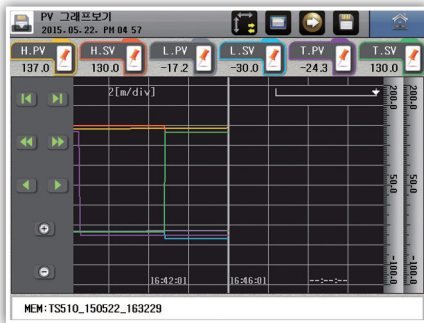 PV 그래프보기
2015.05.22. PM 04 57
H.PV H.SV L.PV L.SV T.PV T.SV
137.0 130.0 -17.2 -30.0 -24.3 130.0
2[m/div]
200.0 200.0
50.0 50.0
-100.0 -100.0
16:42:01 16:46:01 --:--:--
MEM:TS510_150522_163229